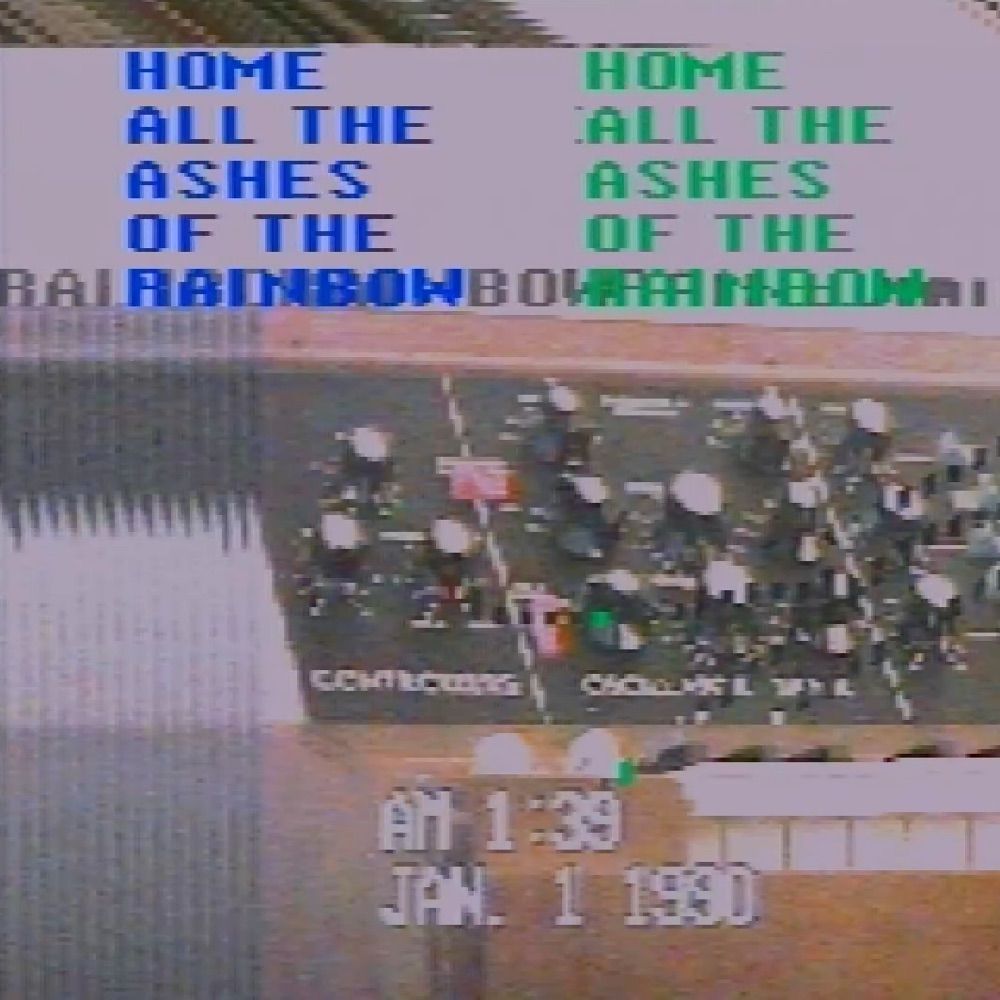 HOME
ALL THE
ASHES
OF THE
RAINBOW
HOME
ALL THE
ASHES
OF THE
RAINBOW
AM 1:39
JAN. 1 1990